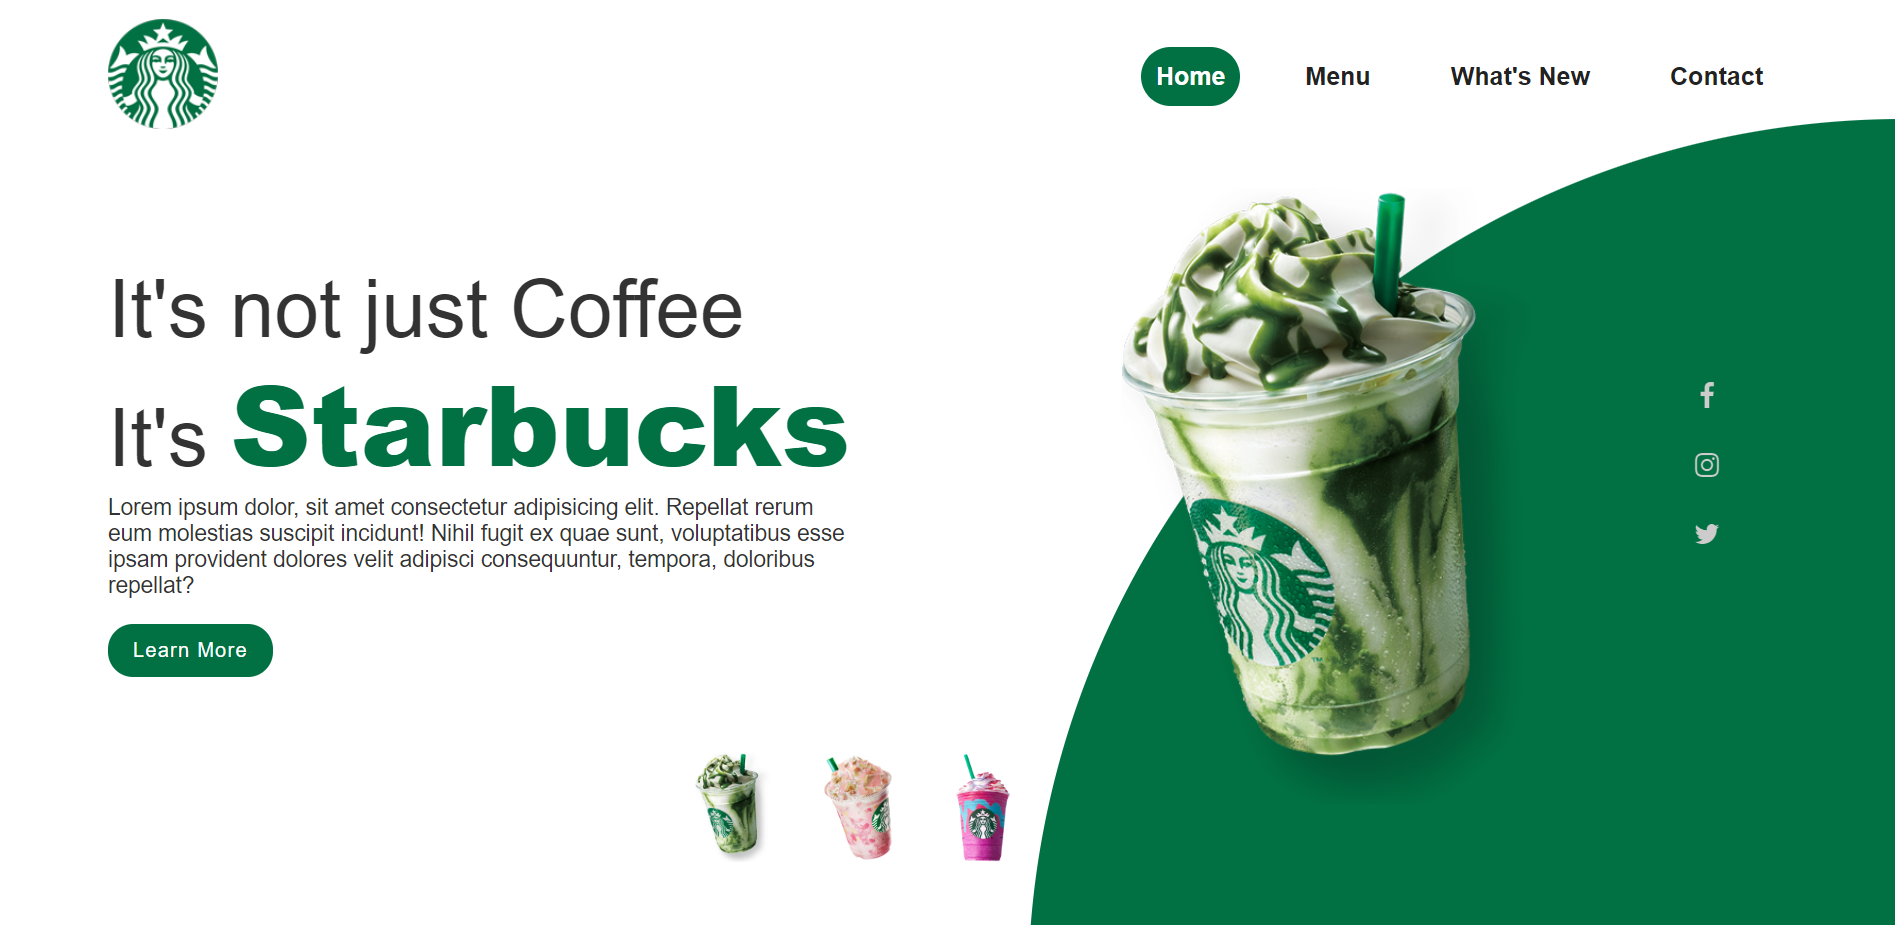 Home Menu What's New Contact
It's not just Coffee
It's Starbucks
Lorem ipsum dolor, sit amet consectetur adipisicing elit. Repellat rerum
eum molestias suscipit incidunt! Nihil fugit ex quae sunt, voluptatibus esse
ipsam provident dolores velit adipisci consequuntur, tempora, doloribus
repellat?
Learn More
TM